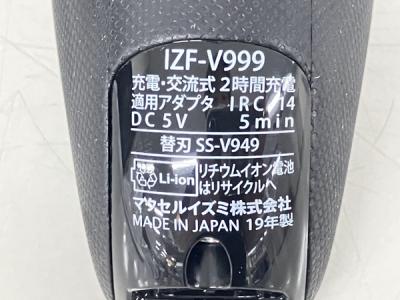 IZF-V999
充電・交流式 2時間充電
適用アダプタ IRC/14
DC 5V 5min
替刃 SS-V949
Li-ion リチウムイオン電池
はリサイクルへ
マクセルイズミ株式会社
MADE IN JAPAN 19年製